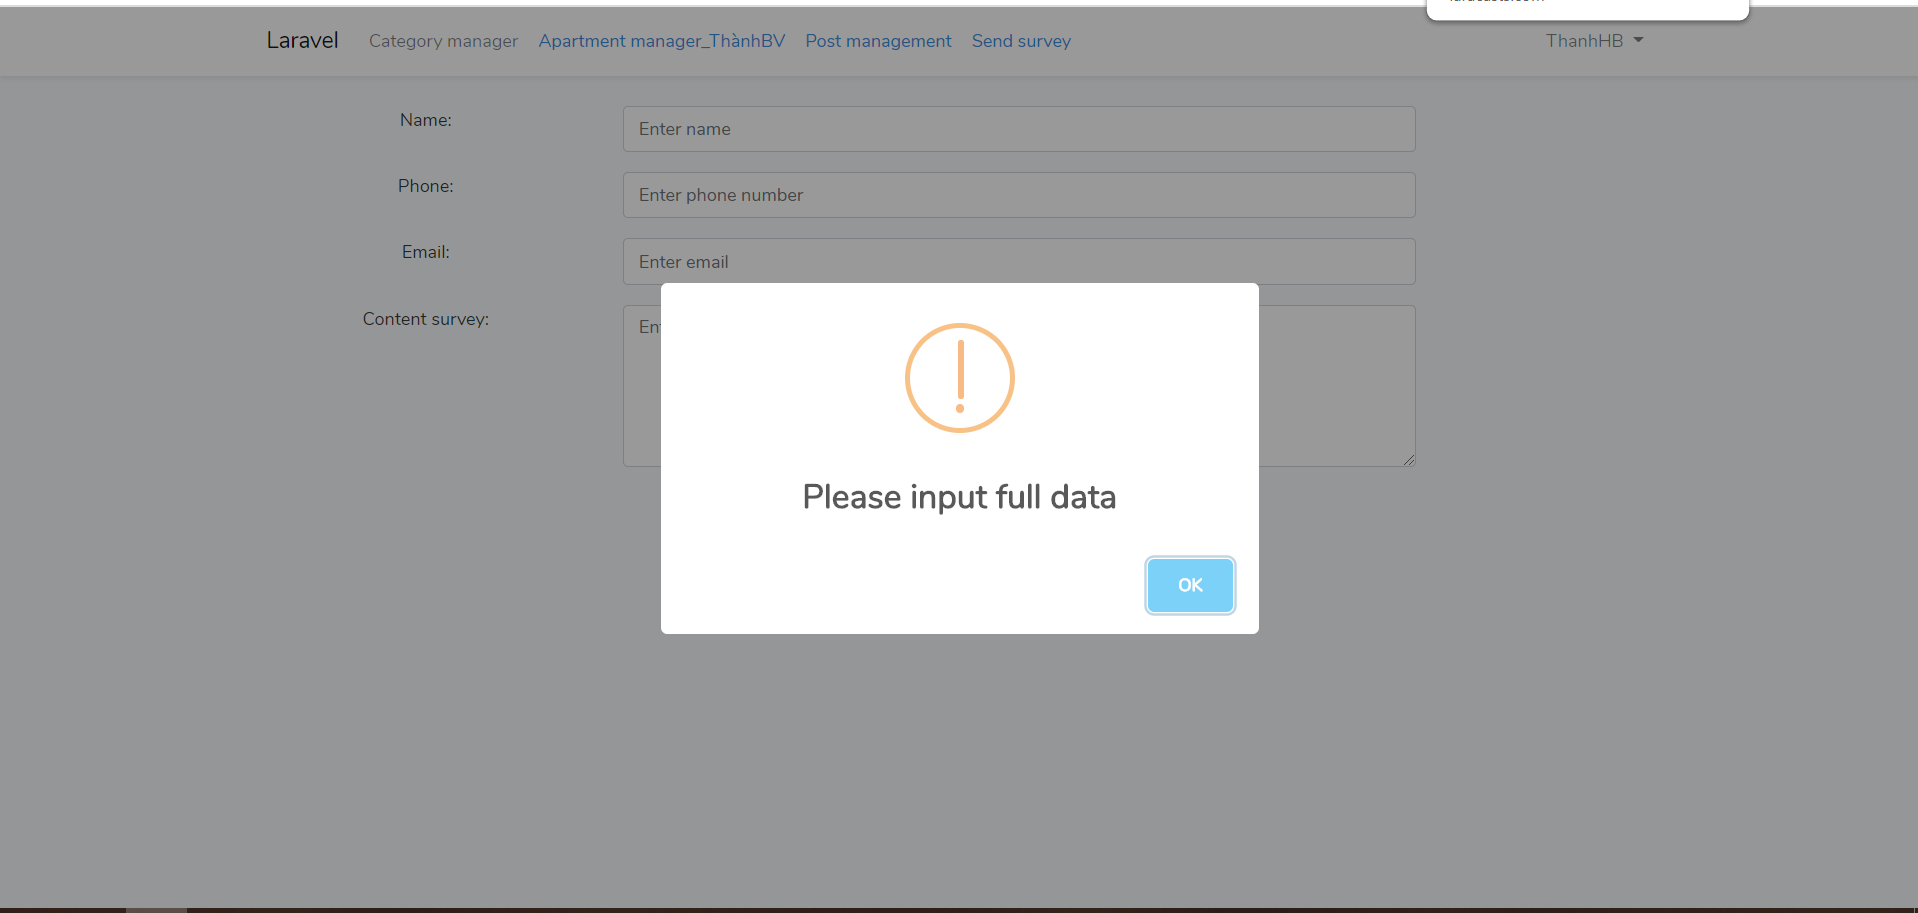 Laravel Category manager Apartment manager_ThànhBV Post management Send survey ThanhHB
Name: Enter name
Phone: Enter phone number
Email: Enter email
Content survey:
Please input full data
OK